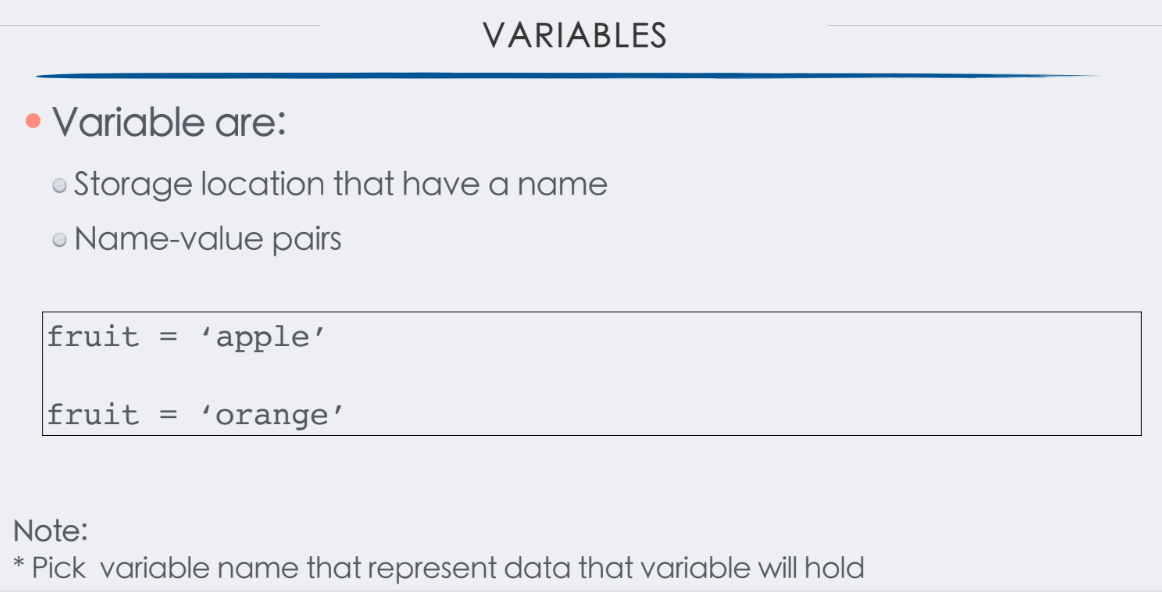 VARIABLES
Variable are:
Storage location that have a name
Name-value pairs
fruit = ‘apple’
fruit = ‘orange’
Note:
* Pick  variable name that represent data that variable will hold